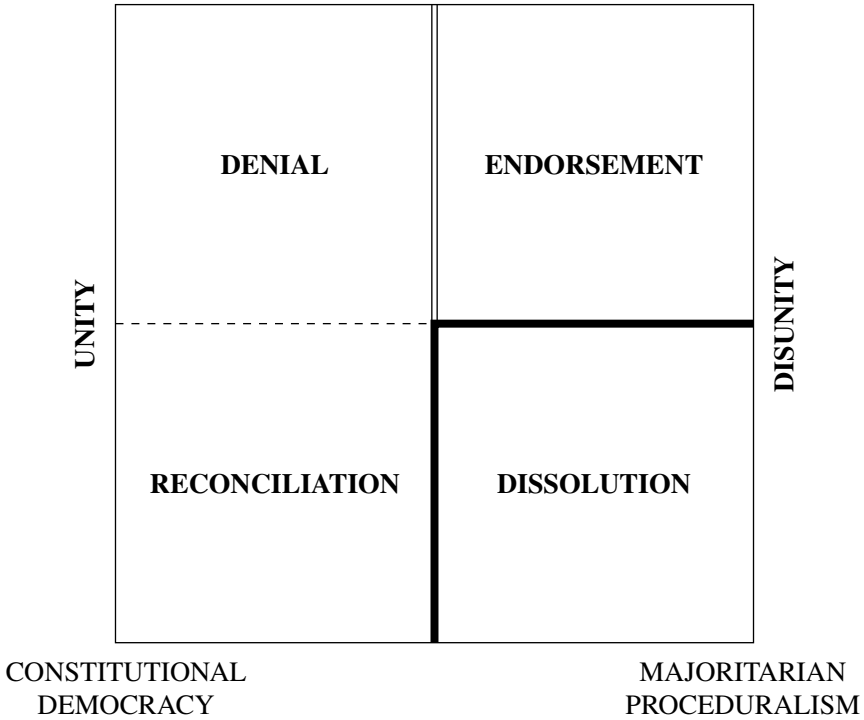 DENIAL
ENDORSEMENT
UNITY
DISUNITY
RECONCILIATION
DISSOLUTION
CONSTITUTIONAL
DEMOCRACY
MAJORITARIAN
PROCEDURALISM